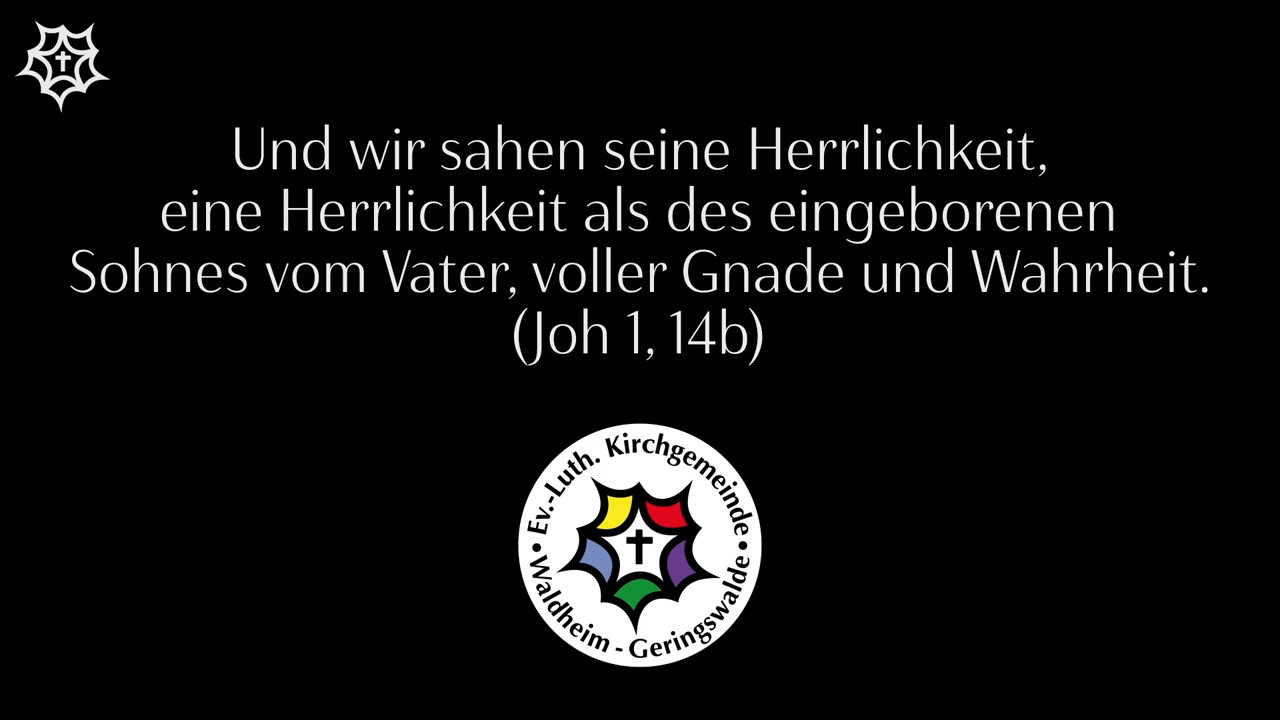 Und wir sahen seine Herrlichkeit,
eine Herrlichkeit als des eingeborenen
Sohnes vom Vater, voller Gnade und Wahrheit.
(Joh 1, 14b)
Ev.-Luth. Kirchgemeinde
• Waldheim - Geringswalde •